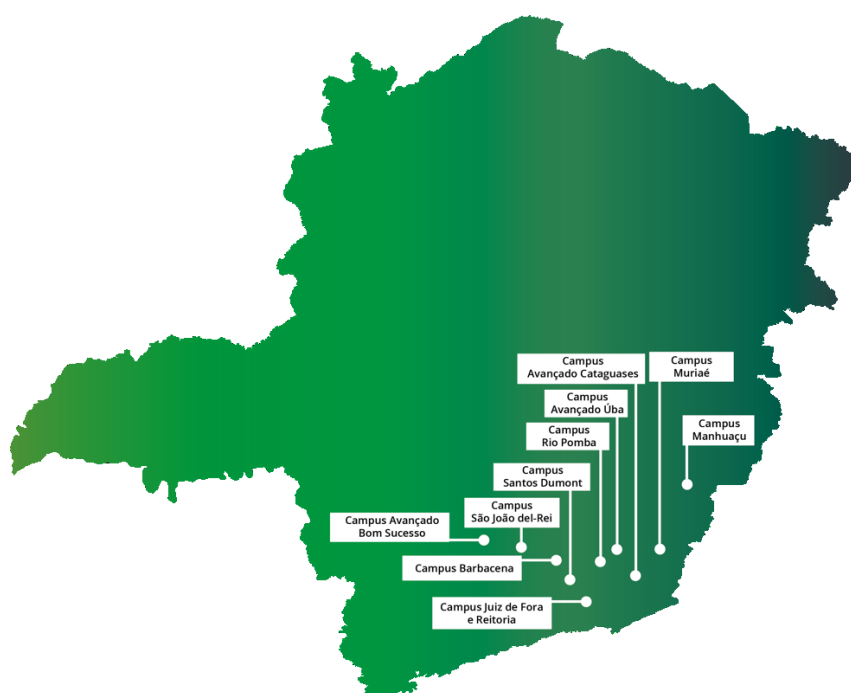 Campus
Avançado Cataguases
Campus
Muriaé
Campus
Avançado Úba
Campus
Rio Pomba
Campus
Manhuaçu
Campus
Santos Dumont
Campus
São João del-Rei
Campus Avançado
Bom Sucesso
Campus Barbacena
Campus Juiz de Fora
e Reitoria